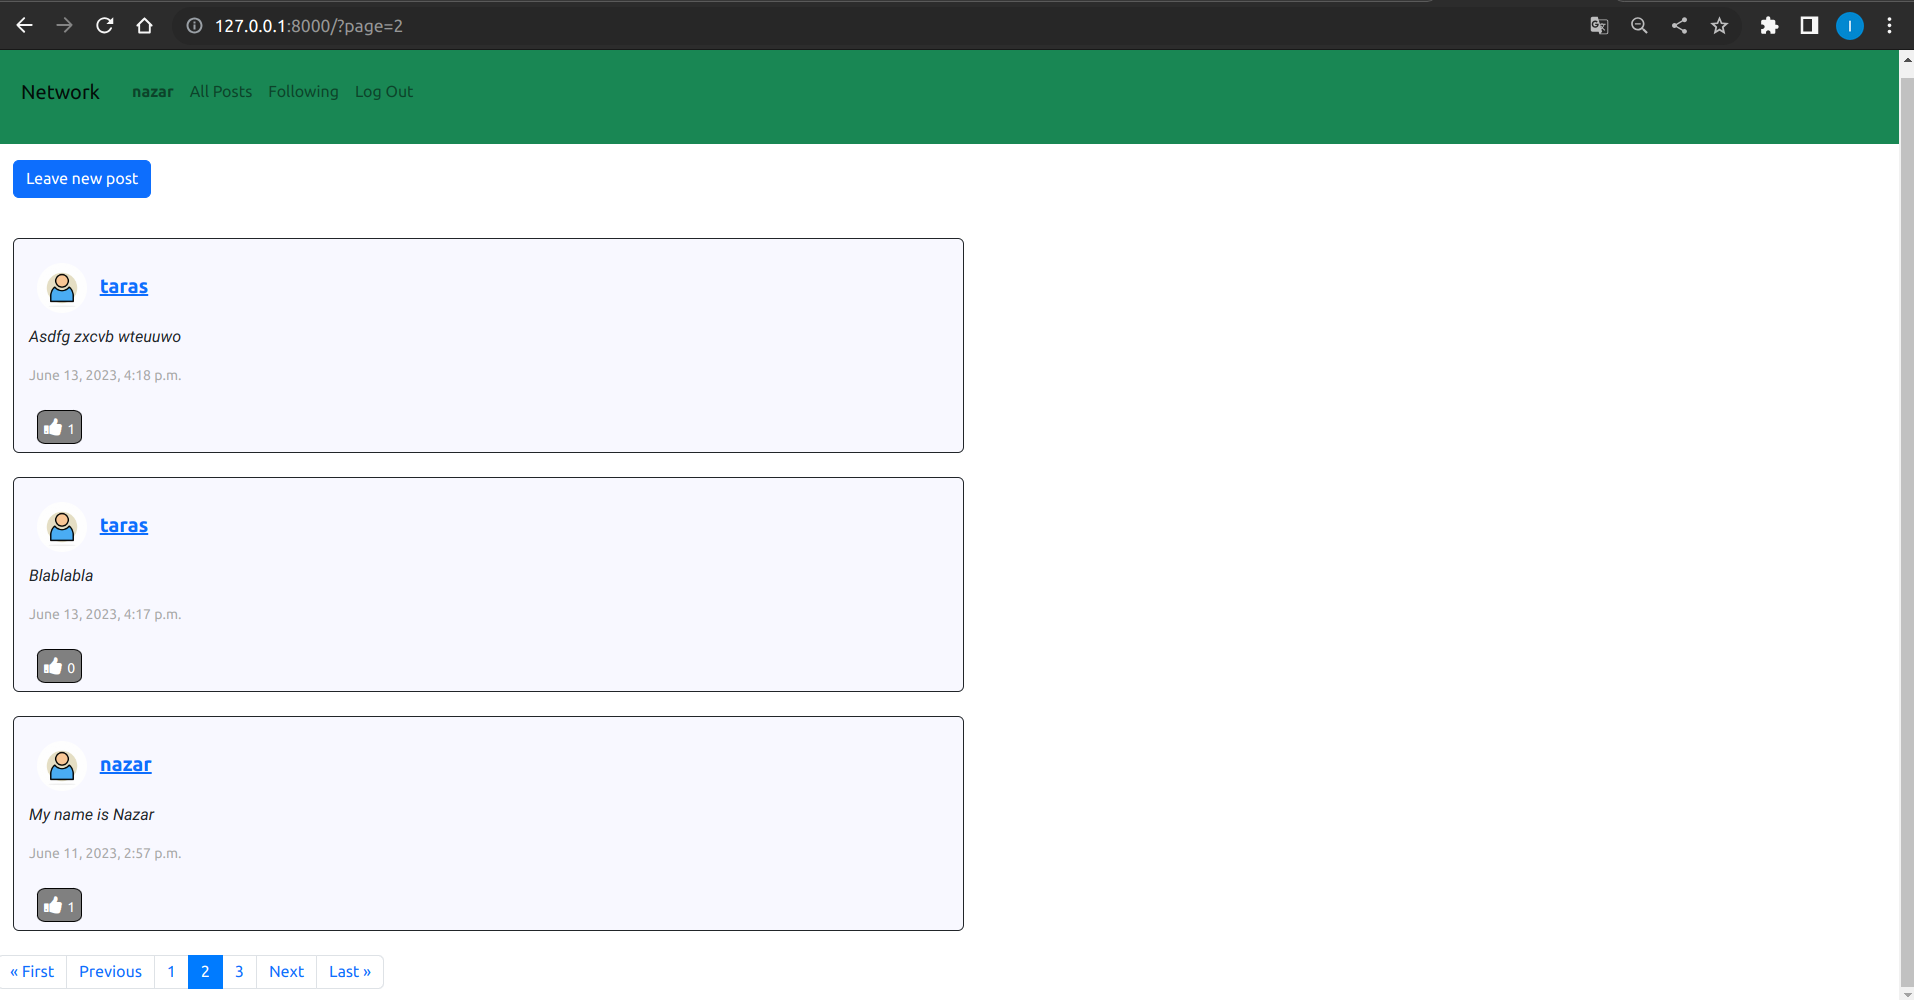 127.0.0.1:8000/?page=2
I
Network nazar All Posts Following Log Out
Leave new post
taras
Asdfg zxcvb wteuuwo
June 13, 2023, 4:18 p.m.
1
taras
Blablabla
June 13, 2023, 4:17 p.m.
0
nazar
My name is Nazar
June 11, 2023, 2:57 p.m.
1
« First Previous 1 2 3 Next Last »